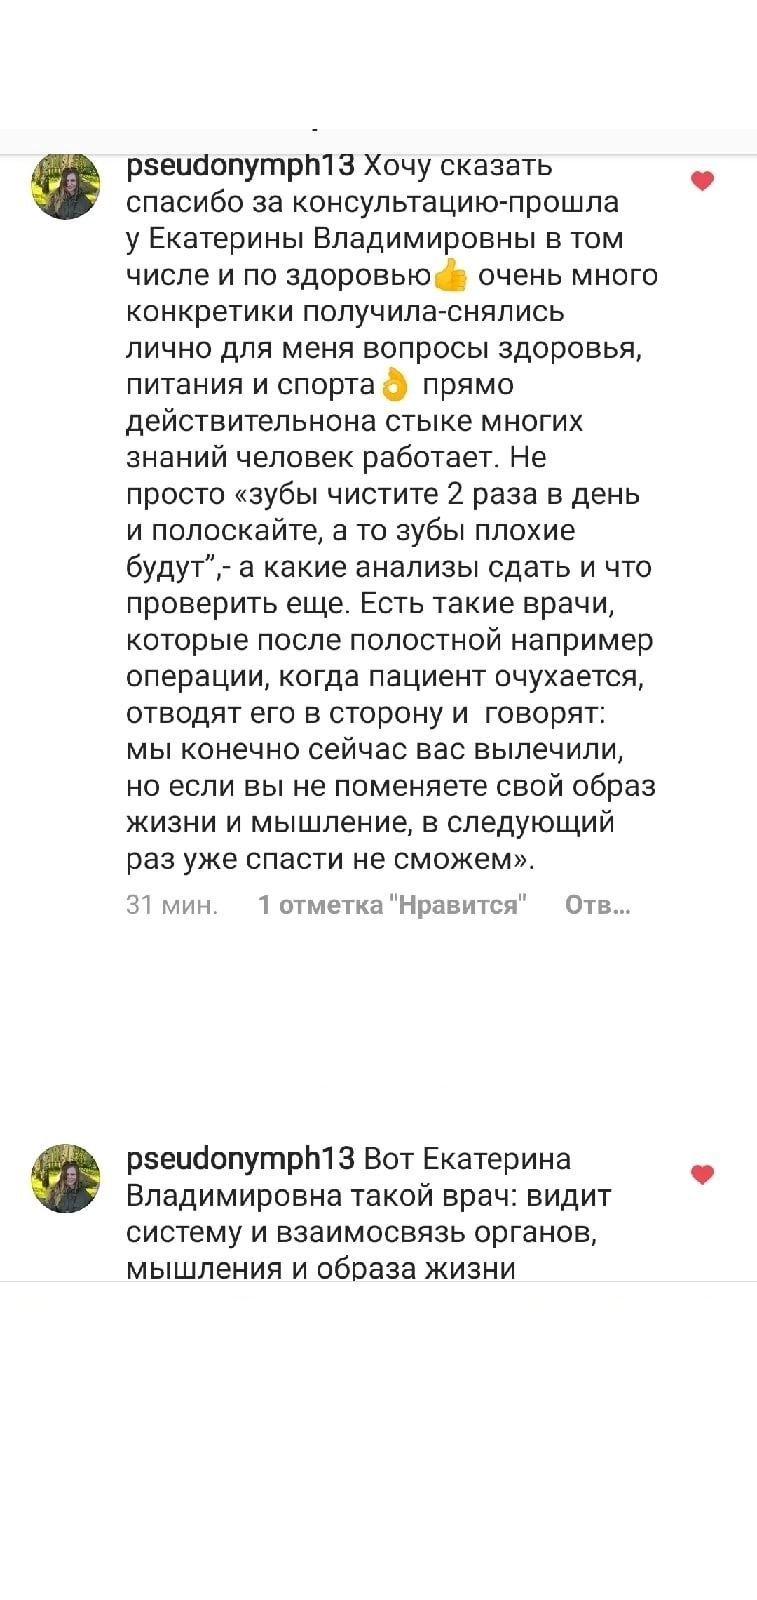 pseudonymph13 Хочу сказать
спасибо за консультацию-прошла
у Екатерины Владимировны в том
числе и по здоровью👍 очень много
конкретики получила-снялись
лично для меня вопросы здоровья,
питания и спорта👌 прямо
действительнона стыке многих
знаний человек работает. Не
просто «зубы чистите 2 раза в день
и полоскайте, а то зубы плохие
будут”,- а какие анализы сдать и что
проверить еще. Есть такие врачи,
которые после полостной например
операции, когда пациент очухается,
отводят его в сторону и  говорят:
мы конечно сейчас вас вылечили,
но если вы не поменяете свой образ
жизни и мышление, в следующий
раз уже спасти не сможем».
31 мин. 1 отметка "Нравится" Отв...
pseudonymph13 Вот Екатерина
Владимировна такой врач: видит
систему и взаимосвязь органов,
мышления и образа жизни